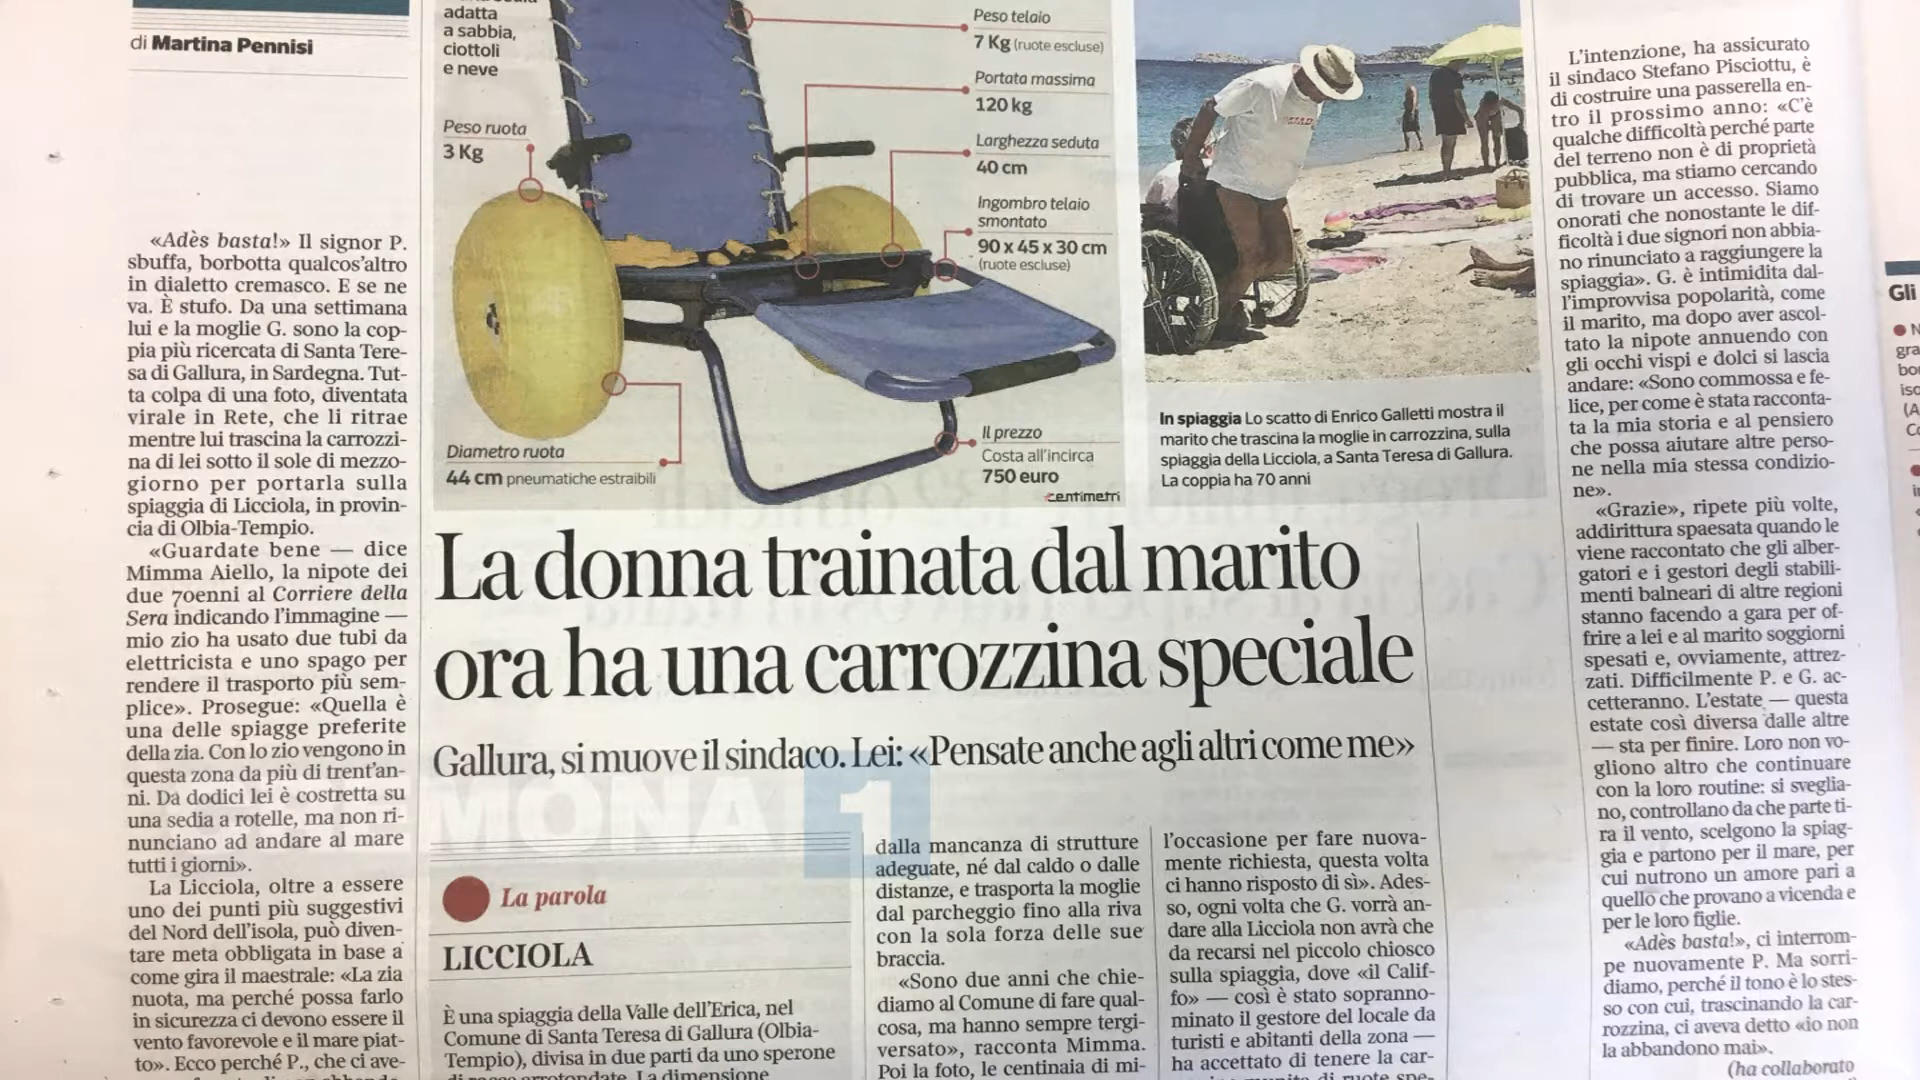 di Martina Pennisi
«Adès basta!» Il signor P.
sbuffa, borbotta qualcos'altro
in dialetto cremasco. E se ne
va. È stufo. Da una settimana
lui e la moglie G. sono la cop-
pia più ricercata di Santa Tere-
sa di Gallura, in Sardegna. Tut-
ta colpa di una foto, diventata
virale in Rete, che li ritrae
mentre lui trascina la carrozzi-
na di lei sotto il sole di mezzo-
giorno per portarla sulla
spiaggia di Licciola, in provin-
cia di Olbia-Tempio.
«Guardate bene — dice
Mimma Aiello, la nipote dei
due 70enni al Corriere della
Sera indicando l'immagine —
mio zio ha usato due tubi da
elettricista e uno spago per
rendere il trasporto più sem-
plice». Prosegue: «Quella è
una delle spiagge preferite
della zia. Con lo zio vengono in
questa zona da più di trent'an-
ni. Da dodici lei è costretta su
una sedia a rotelle, ma non ri-
nunciano ad andare al mare
tutti i giorni».
La Licciola, oltre a essere
uno dei punti più suggestivi
del Nord dell'isola, può diven-
tare meta obbligata in base a
come gira il maestrale: «La zia
nuota, ma perché possa farlo
in sicurezza ci devono essere il
vento favorevole e il mare piat-
to». Ecco perché P., che ci ave-
adatta
a sabbia,
ciottoli
e neve
Peso ruota
3 Kg
Diametro ruota
44 cm pneumatiche estraibili
Peso telaio
7 Kg (ruote escluse)
Portata massima
120 kg
Larghezza seduta
40 cm
Ingombro telaio
smontato
90 x 45 x 30 cm
(ruote escluse)
Il prezzo
Costa all'incirca
750 euro
centimetri
In spiaggia Lo scatto di Enrico Galletti mostra il
marito che trascina la moglie in carrozzina, sulla
spiaggia della Licciola, a Santa Teresa di Gallura.
La coppia ha 70 anni
La donna trainata dal marito
ora ha una carrozzina speciale
Gallura, si muove il sindaco. Lei: «Pensate anche agli altri come me»
CREMONA 1
La parola
LICCIOLA
È una spiaggia della Valle dell'Erica, nel
Comune di Santa Teresa di Gallura (Olbia-
Tempio), divisa in due parti da uno sperone
di rocce arrotondate. La dimensione
dalla mancanza di strutture
adeguate, né dal caldo o dalle
distanze, e trasporta la moglie
dal parcheggio fino alla riva
con la sola forza delle sue
braccia.
«Sono due anni che chie-
diamo al Comune di fare qual-
cosa, ma hanno sempre tergi-
versato», racconta Mimma.
Poi la foto, le centinaia di mi-
l'occasione per fare nuova-
mente richiesta, questa volta
ci hanno risposto di sì». Ades-
so, ogni volta che G. vorrà an-
dare alla Licciola non avrà che
da recarsi nel piccolo chiosco
sulla spiaggia, dove «il Calif-
fo» — così è stato sopranno-
minato il gestore del locale da
turisti e abitanti della zona —
ha accettato di tenere la car-
L'intenzione, ha assicurato
il sindaco Stefano Pisciottu, è
di costruire una passerella en-
tro il prossimo anno: «C'è
qualche difficoltà perché parte
del terreno non è di proprietà
pubblica, ma stiamo cercando
di trovare un accesso. Siamo
onorati che nonostante le dif-
ficoltà i due signori non abbia-
no rinunciato a raggiungere la
spiaggia». G. è intimidita dal-
l'improvvisa popolarità, come
il marito, ma dopo aver ascol-
tato la nipote annuendo con
gli occhi vispi e dolci si lascia
andare: «Sono commossa e fe-
lice, per come è stata racconta-
ta la mia storia e al pensiero
che possa aiutare altre perso-
ne nella mia stessa condizio-
ne».
«Grazie», ripete più volte,
addirittura spaesata quando le
viene raccontato che gli alber-
gatori e i gestori degli stabili-
menti balneari di altre regioni
stanno facendo a gara per of-
frire a lei e al marito soggiorni
spesati e, ovviamente, attrez-
zati. Difficilmente P. e G. ac-
cetteranno. L'estate — questa
estate così diversa dalle altre
— sta per finire. Loro non vo-
gliono altro che continuare
con la loro routine: si sveglia-
no, controllano da che parte ti-
ra il vento, scelgono la spiag-
gia e partono per il mare, per
cui nutrono un amore pari a
quello che provano a vicenda e
per le loro figlie.
«Adès basta!», ci interrom-
pe nuovamente P. Ma sorri-
diamo, perché il tono è lo stes-
so con cui, trascinando la car-
rozzina, ci aveva detto «io non
la abbandono mai».
(ha collaborato
Gli